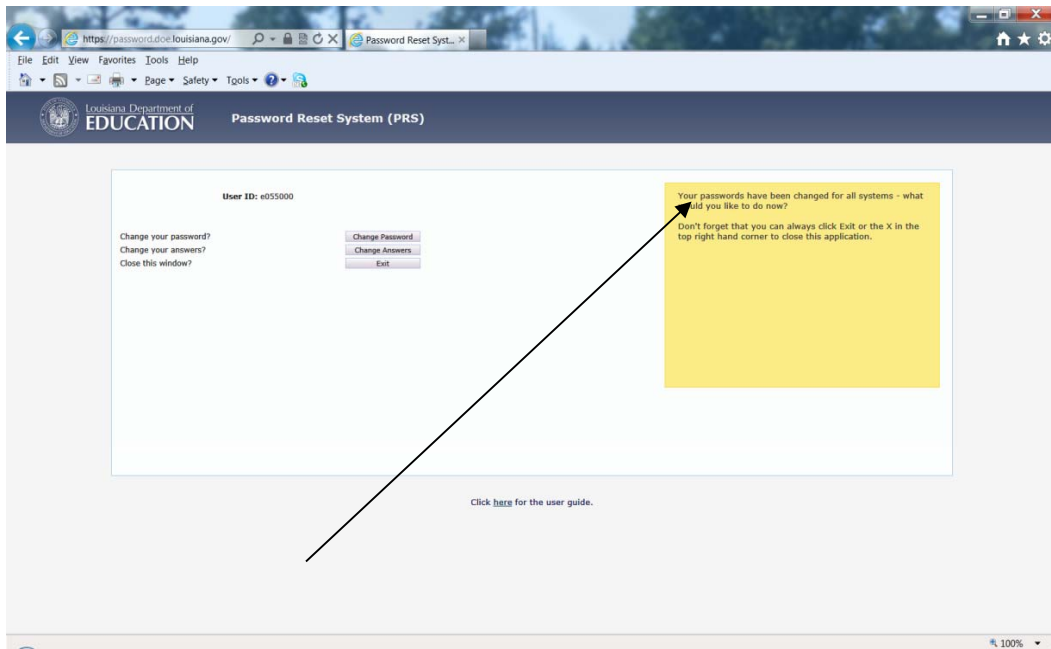 https://password.doe.louisiana.gov/
Password Reset Syst...
File Edit View Favorites Tools Help
Page Safety Tools
Louisiana Department of
EDUCATION
Password Reset System (PRS)
User ID: e055000
Change your password? Change Password
Change your answers? Change Answers
Close this window? Exit
Your passwords have been changed for all systems - what
you like to do now?
Don't forget that you can always click Exit or the X in the
top right hand corner to close this application.
Click here for the user guide.
100%